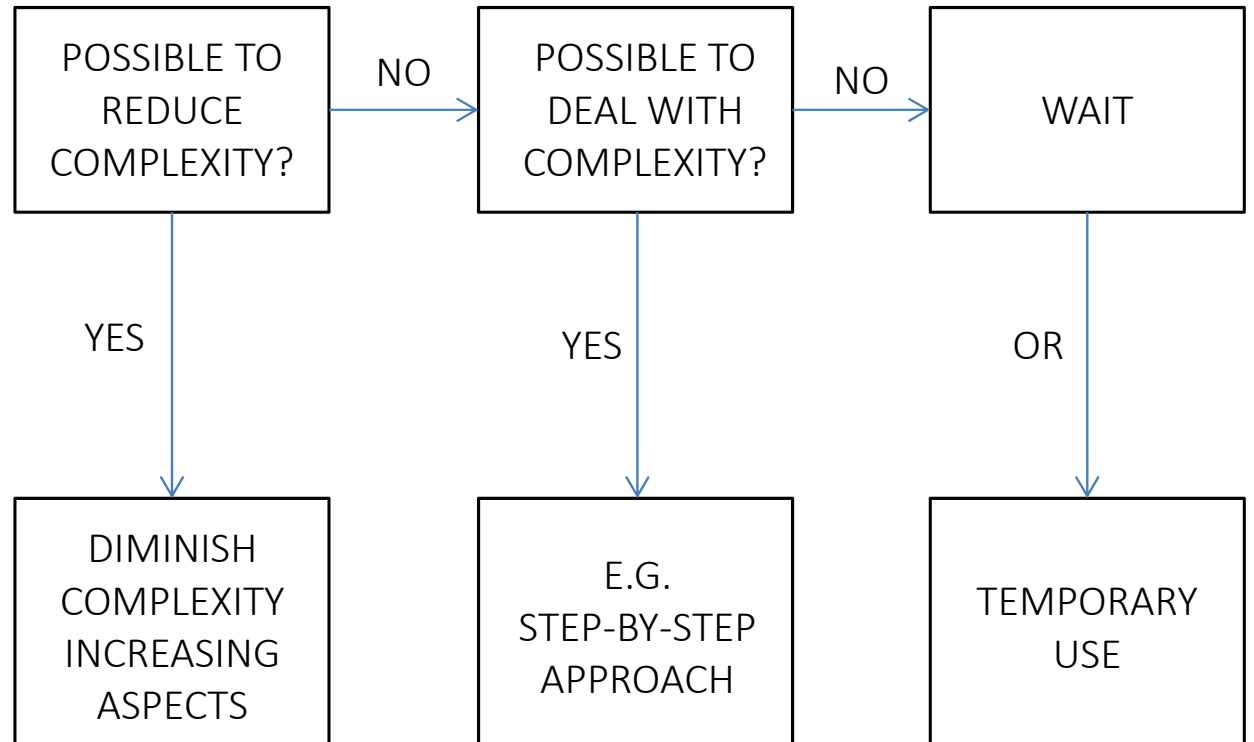 POSSIBLE TO
REDUCE
COMPLEXITY?
NO
POSSIBLE TO
DEAL WITH
COMPLEXITY?
NO
WAIT
YES
YES
OR
DIMINISH
COMPLEXITY
INCREASING
ASPECTS
E.G.
STEP-BY-STEP
APPROACH
TEMPORARY
USE